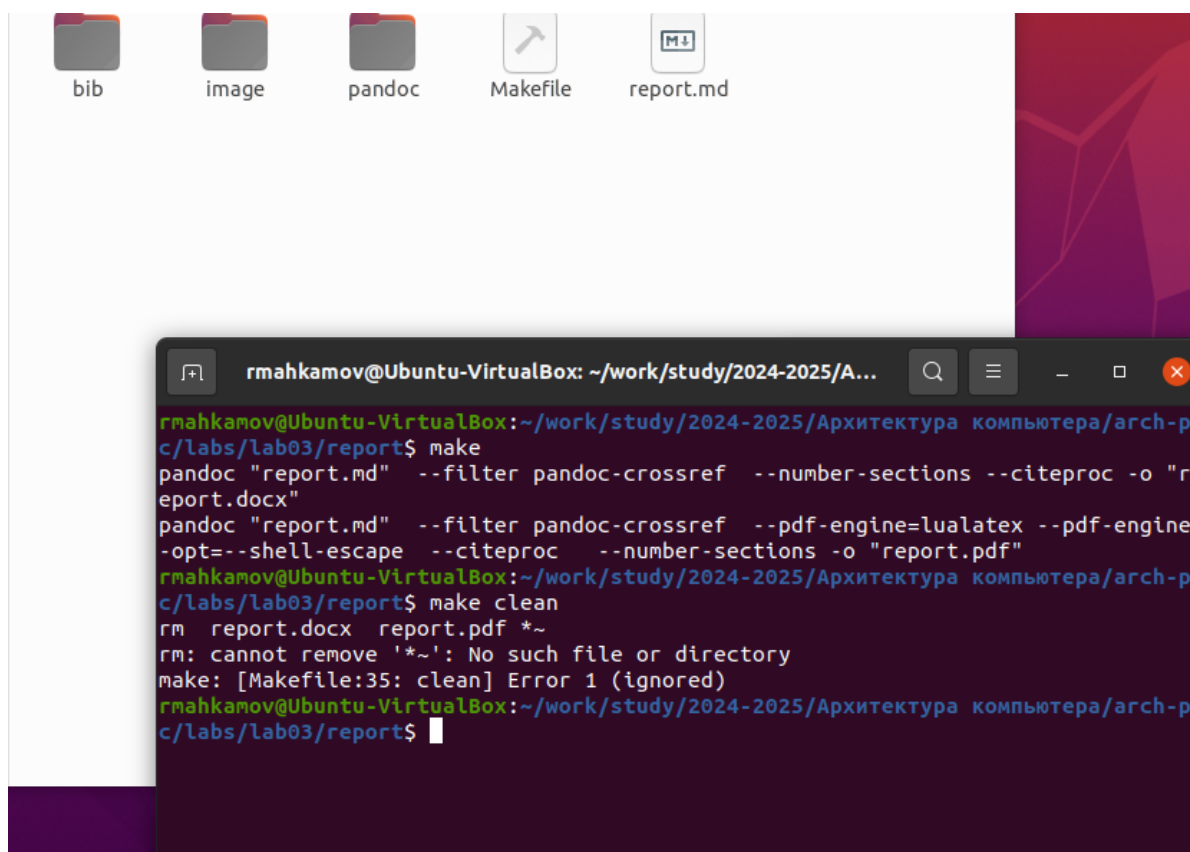 bib image pandoc Makefile report.md
rmahkamov@Ubuntu-VirtualBox: ~/work/study/2024-2025/A...
rmahkamov@Ubuntu-VirtualBox:~/work/study/2024-2025/Архитектура компьютера/arch-p
c/labs/lab03/report$ make
pandoc "report.md"  --filter pandoc-crossref  --number-sections --citeproc -o "r
eport.docx"
pandoc "report.md"  --filter pandoc-crossref  --pdf-engine=lualatex --pdf-engine
-opt=--shell-escape  --citeproc   --number-sections -o "report.pdf"
rmahkamov@Ubuntu-VirtualBox:~/work/study/2024-2025/Архитектура компьютера/arch-p
c/labs/lab03/report$ make clean
rm  report.docx  report.pdf *~
rm: cannot remove '*~': No such file or directory
make: [Makefile:35: clean] Error 1 (ignored)
rmahkamov@Ubuntu-VirtualBox:~/work/study/2024-2025/Архитектура компьютера/arch-p
c/labs/lab03/report$